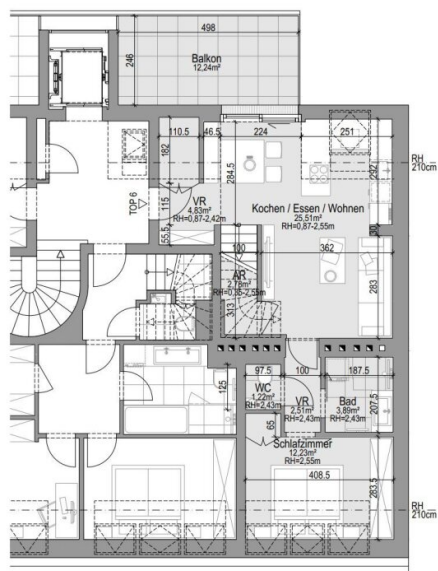 498
246
Balkon
12,24m²
110.5
46.5
224
251
182
284.5
292
RH
210cm
TOP 6
115
VR
4,83m²
RH=0,87-2,42m
Kochen / Essen / Wohnen
25,51m²
RH=0,87-2,55m
55.5
100
362
30
AR
2,78m²
RH=0,35-2,55m
313
283
97.5
100
187.5
125
WC
1,22m²
RH=2,43m
VR
2,51m²
RH=2,43m
Bad
3,89m²
RH=2,43m
207.5
65
Schlafzimmer
12,23m²
RH=2,55m
408.5
283.5
RH
210cm